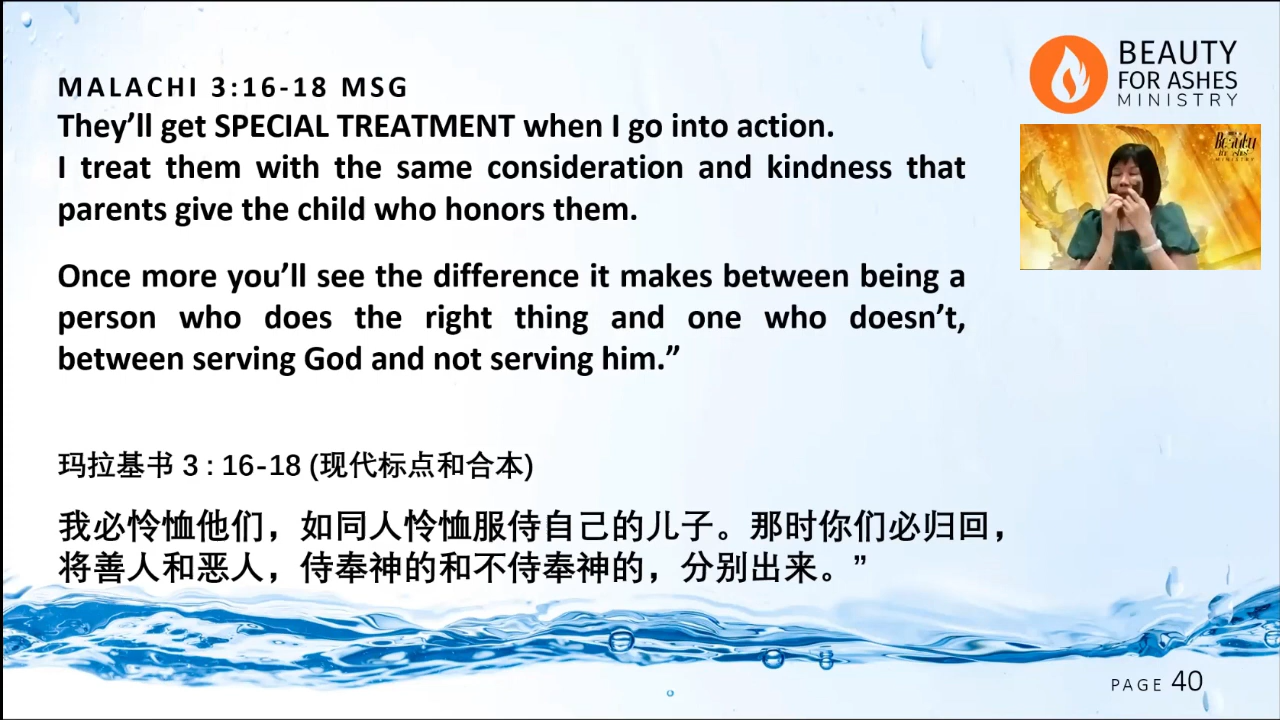 MALACHI 3:16-18 MSG
They’ll get SPECIAL TREATMENT when I go into action.
I treat them with the same consideration and kindness that
parents give the child who honors them.
Once more you’ll see the difference it makes between being a
person who does the right thing and one who doesn’t,
between serving God and not serving him.”
玛拉基书 3 : 16-18 (现代标点和合本)
我必怜恤他们，如同人怜恤服侍自己的儿子。那时你们必归回，
将善人和恶人，侍奉神的和不侍奉神的，分别出来。”
BEAUTY
FOR ASHES
MINISTRY
Beauty
MINISTRY
PAGE 40